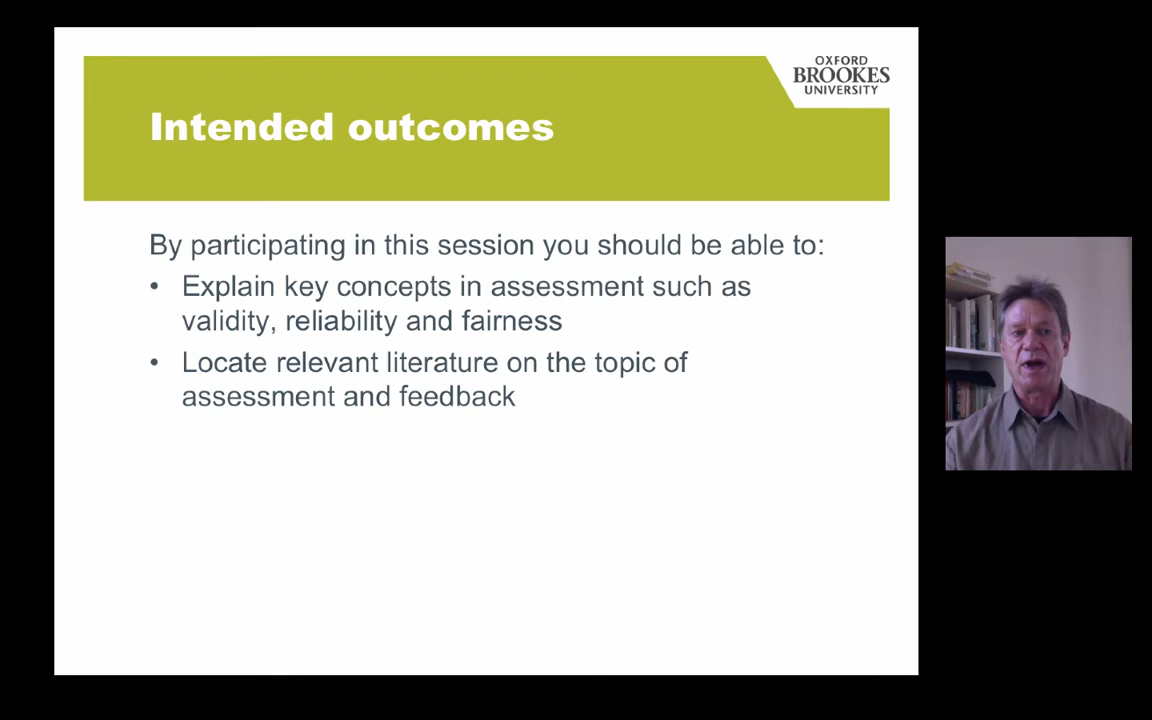 OXFORD
BROOKES
UNIVERSITY
Intended outcomes
By participating in this session you should be able to:
• Explain key concepts in assessment such as
validity, reliability and fairness
• Locate relevant literature on the topic of
assessment and feedback